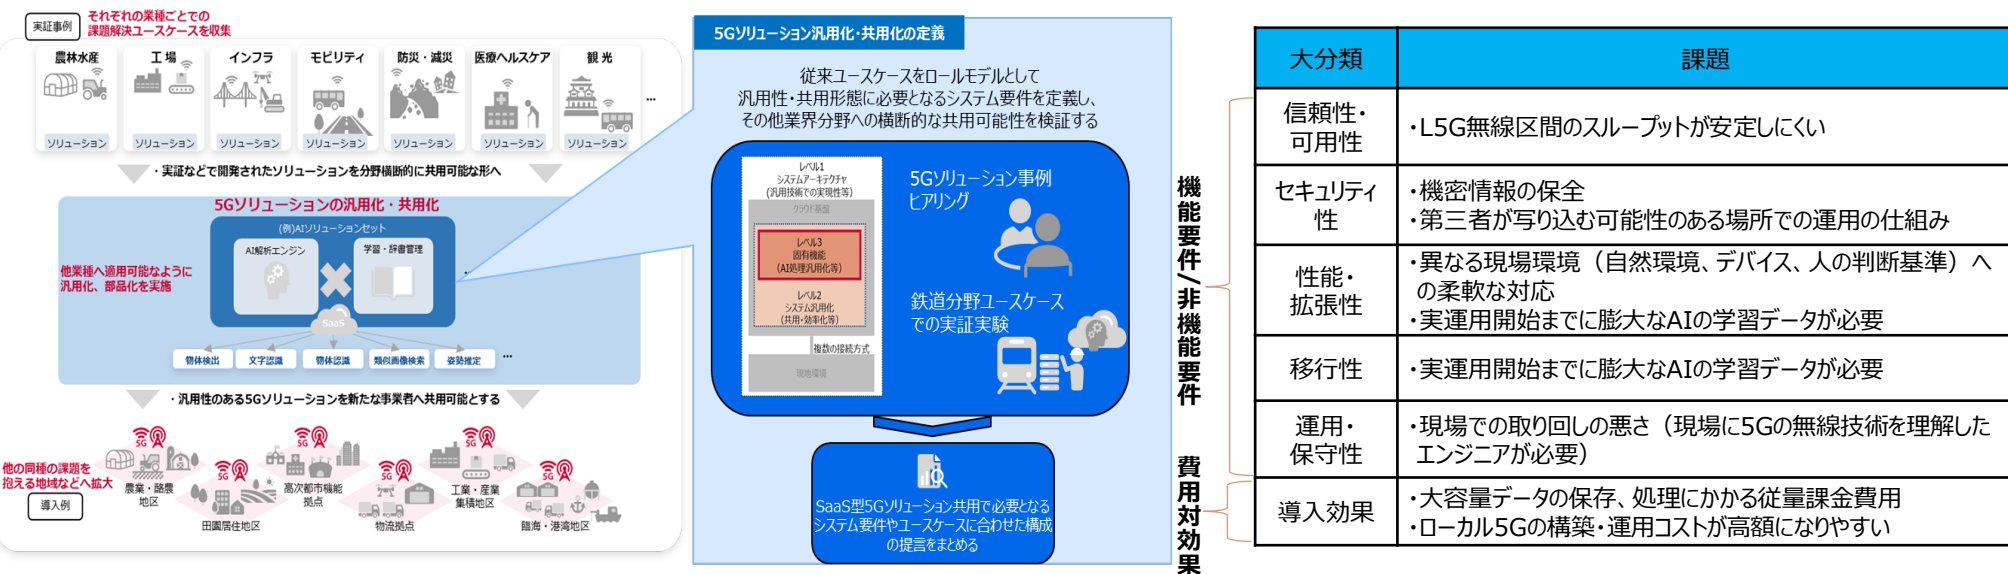 実証事例
それぞれの業種ごとでの
課題解決ユースケースを収集
農林水産
工場
インフラ
モビリティ
防災・減災
医療ヘルスケア
観光
…
ソリューション
ソリューション
ソリューション
ソリューション
ソリューション
ソリューション
ソリューション
・実証などで開発されたソリューションを分野横断的に共用可能な形へ
5Gソリューションの汎用化・共用化
(例)AIソリューションセット
AI解析エンジン
学習・辞書管理
他業種へ適用可能なように
汎用化、部品化を実施
SaaS
物体検出
文字認識
物体認識
類似画像検索
姿勢推定
…
・汎用性のある5Gソリューションを新たな事業者へ共用可能とする
他の同種の課題を
抱える地域などへ拡大
導入例
5G
農業・酪農
地区
5G
田園居住地区
5G
高次都市機能
拠点
5G
物流拠点
5G
工業・産業
集積地区
5G
臨海・港湾地区
5Gソリューション汎用化・共用化の定義
従来ユースケースをロールモデルとして
汎用性・共用形態に必要となるシステム要件を定義し、
その他業界分野への横断的な共用可能性を検証する
レベル1
システムアーキテクチャ
(汎用技術での実現性等)
クラウド基盤
レベル3
固有機能
(AI処理汎用化等)
レベル2
システム汎用化
(共用・効率化等)
複数の接続方式
現地環境
5Gソリューション事例
ヒアリング
鉄道分野ユースケース
での実証実験
SaaS型5Gソリューション共用で必要となる
システム要件やユースケースに合わせた構成
の提言をまとめる
機能要件/非機能要件
費用対効果
大分類
課題
信頼性・
可用性
・L5G無線区間のスループットが安定しにくい
セキュリティ
性
・機密情報の保全
・第三者が写り込む可能性のある場所での運用の仕組み
性能・
拡張性
・異なる現場環境（自然環境、デバイス、人の判断基準）へ
の柔軟な対応
・実運用開始までに膨大なAIの学習データが必要
移行性
・実運用開始までに膨大なAIの学習データが必要
運用・
保守性
・現場での取り回しの悪さ（現場に5Gの無線技術を理解した
エンジニアが必要）
導入効果
・大容量データの保存、処理にかかる従量課金費用
・ローカル5Gの構築・運用コストが高額になりやすい